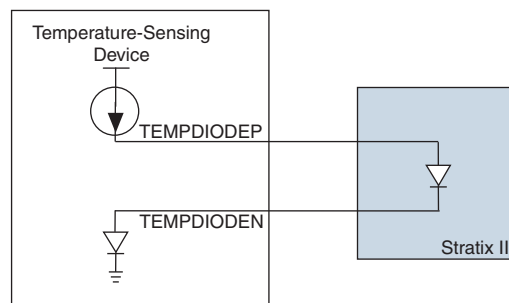 Temperature-Sensing
Device
TEMPDIODEP
TEMPDIODEN
Stratix II